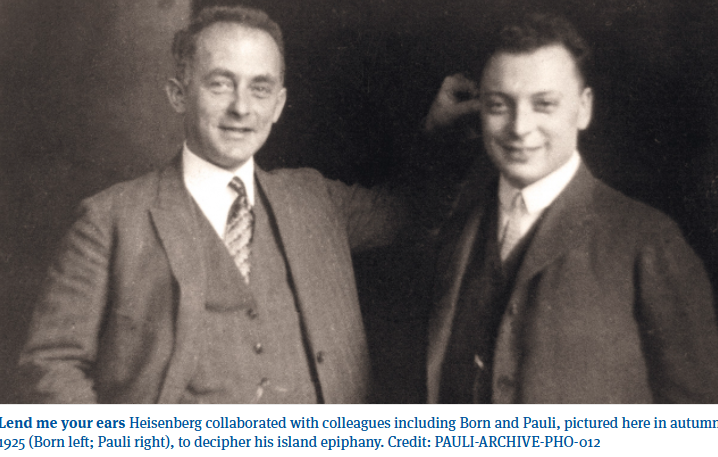 Lend me your ears Heisenberg collaborated with colleagues including Born and Pauli, pictured here in autumn
1925 (Born left; Pauli right), to decipher his island epiphany. Credit: PAULI-ARCHIVE-PHO-012